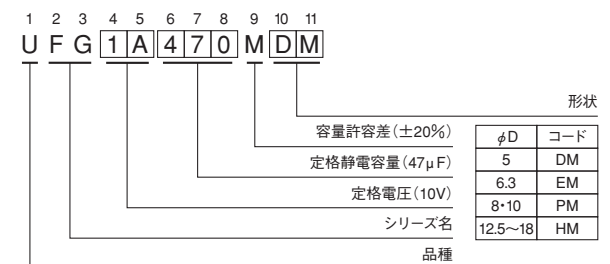 1 2 3 4 5 6 7 8 9 10 11
U F G 1 A 4 7 0 M D M
形状
容量許容差(±20%)
定格静電容量(47μF)
定格電圧(10V)
シリーズ名
品種
φD コード
5 DM
6.3 EM
8・10 PM
12.5～18 HM